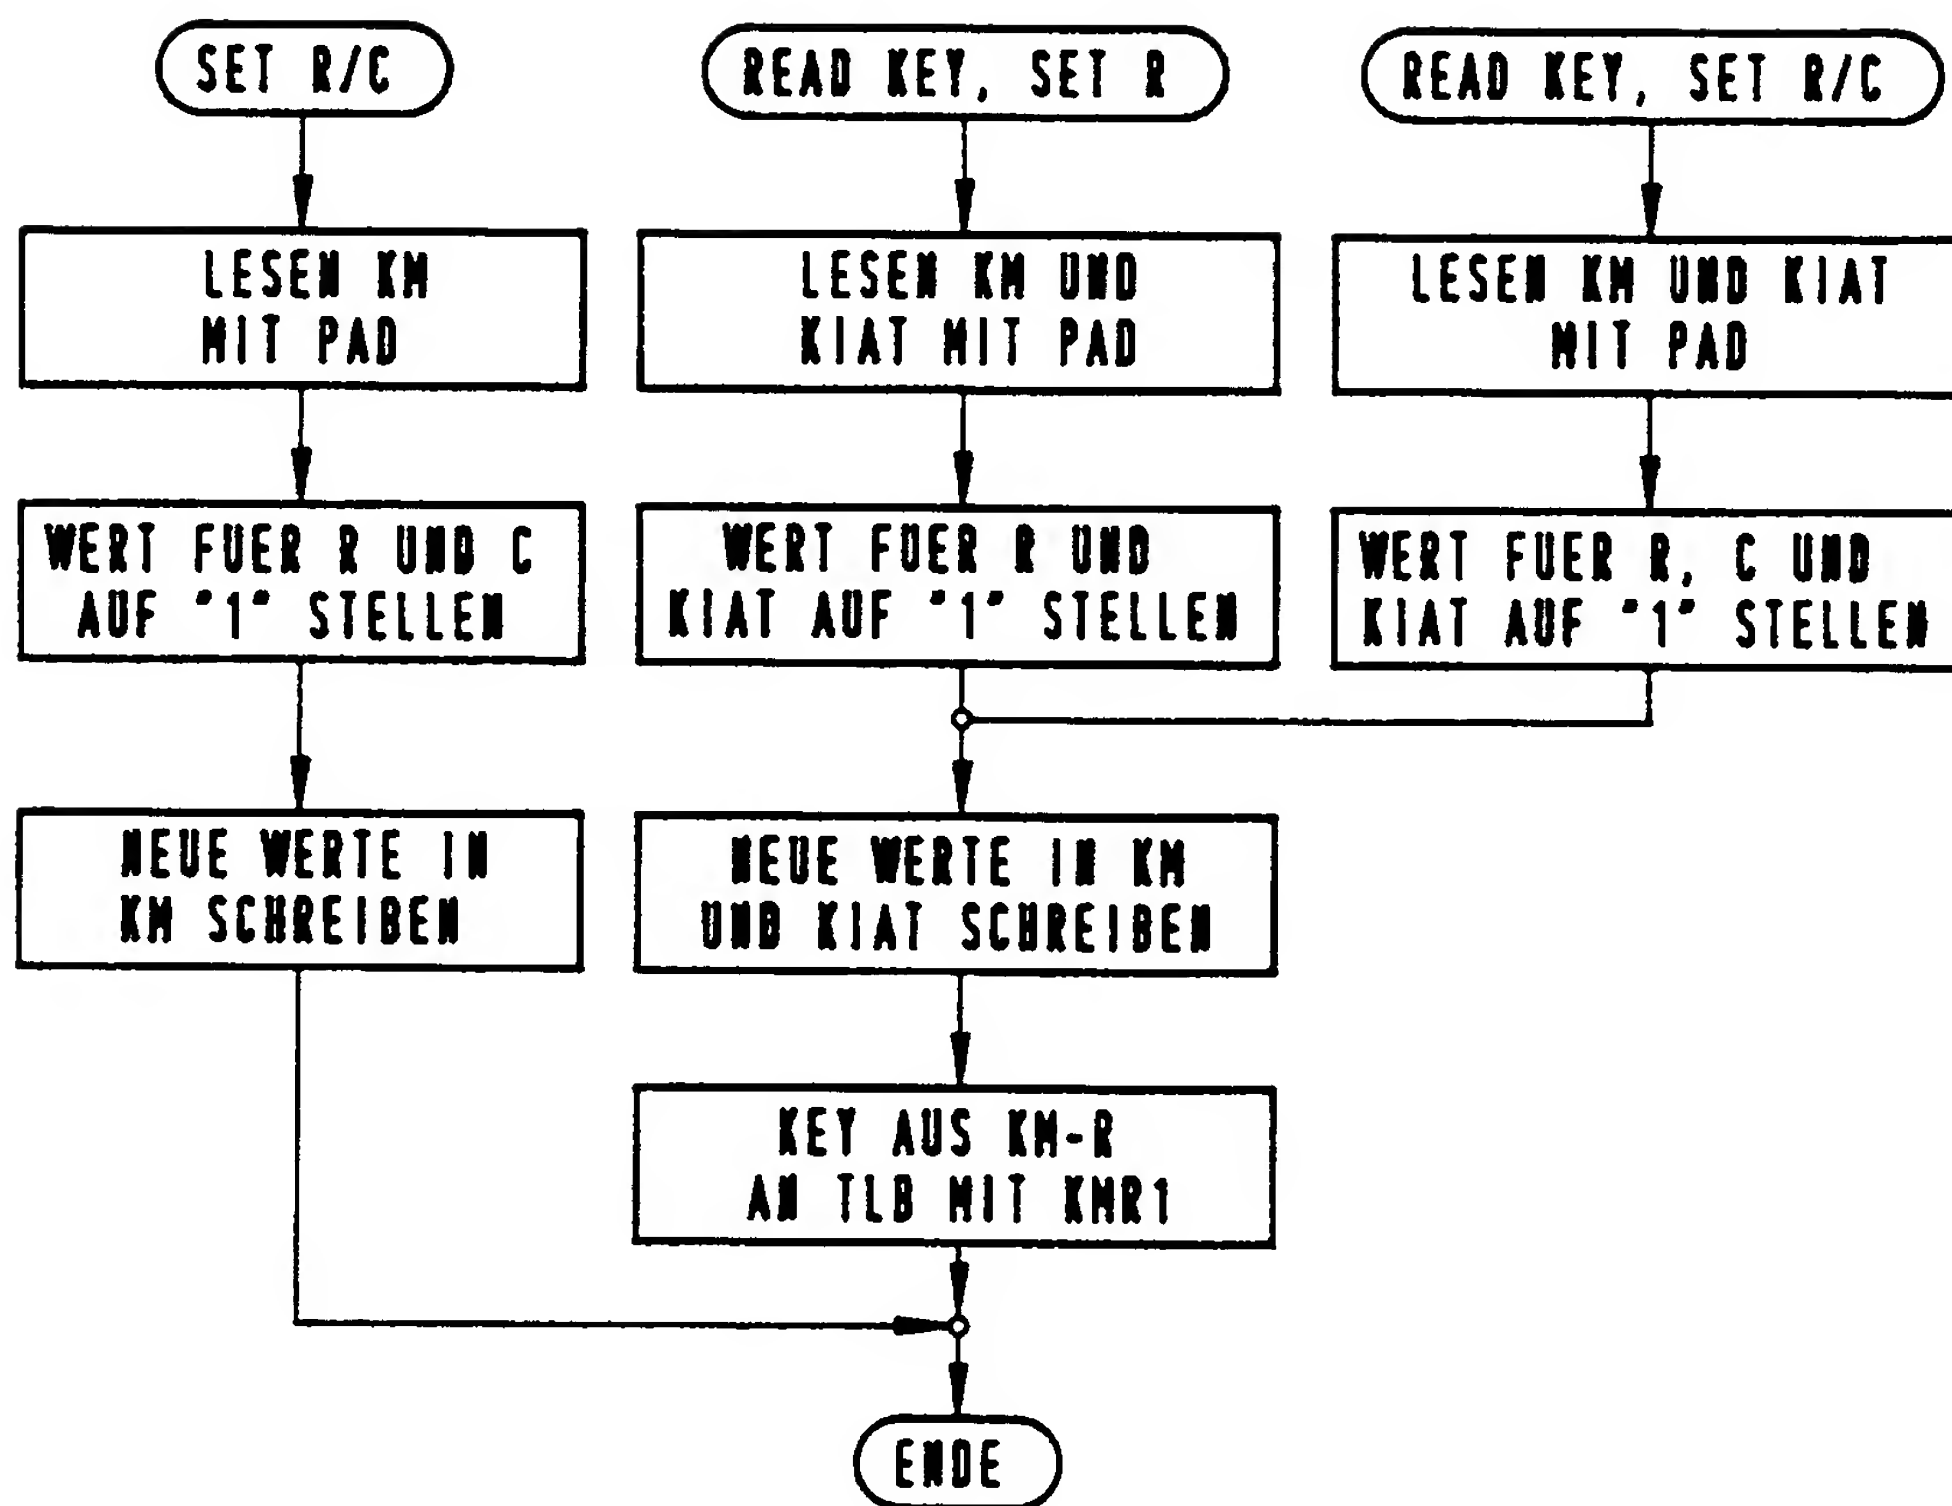 SET R/C
LESEN KM
MIT PAD
WERT FUER R UND C
AUF "1" STELLEN
NEUE WERTE IN
KM SCHREIBEN
READ KEY, SET R
LESEN KM UND
KIAT MIT PAD
WERT FUER R UND
KIAT AUF "1" STELLEN
NEUE WERTE IN KM
UND KIAT SCHREIBEN
KEY AUS KM-R
AN TLB MIT KMR1
ENDE
READ KEY, SET R/C
LESEN KM UND KIAT
MIT PAD
WERT FUER R, C UND
KIAT AUF "1" STELLEN